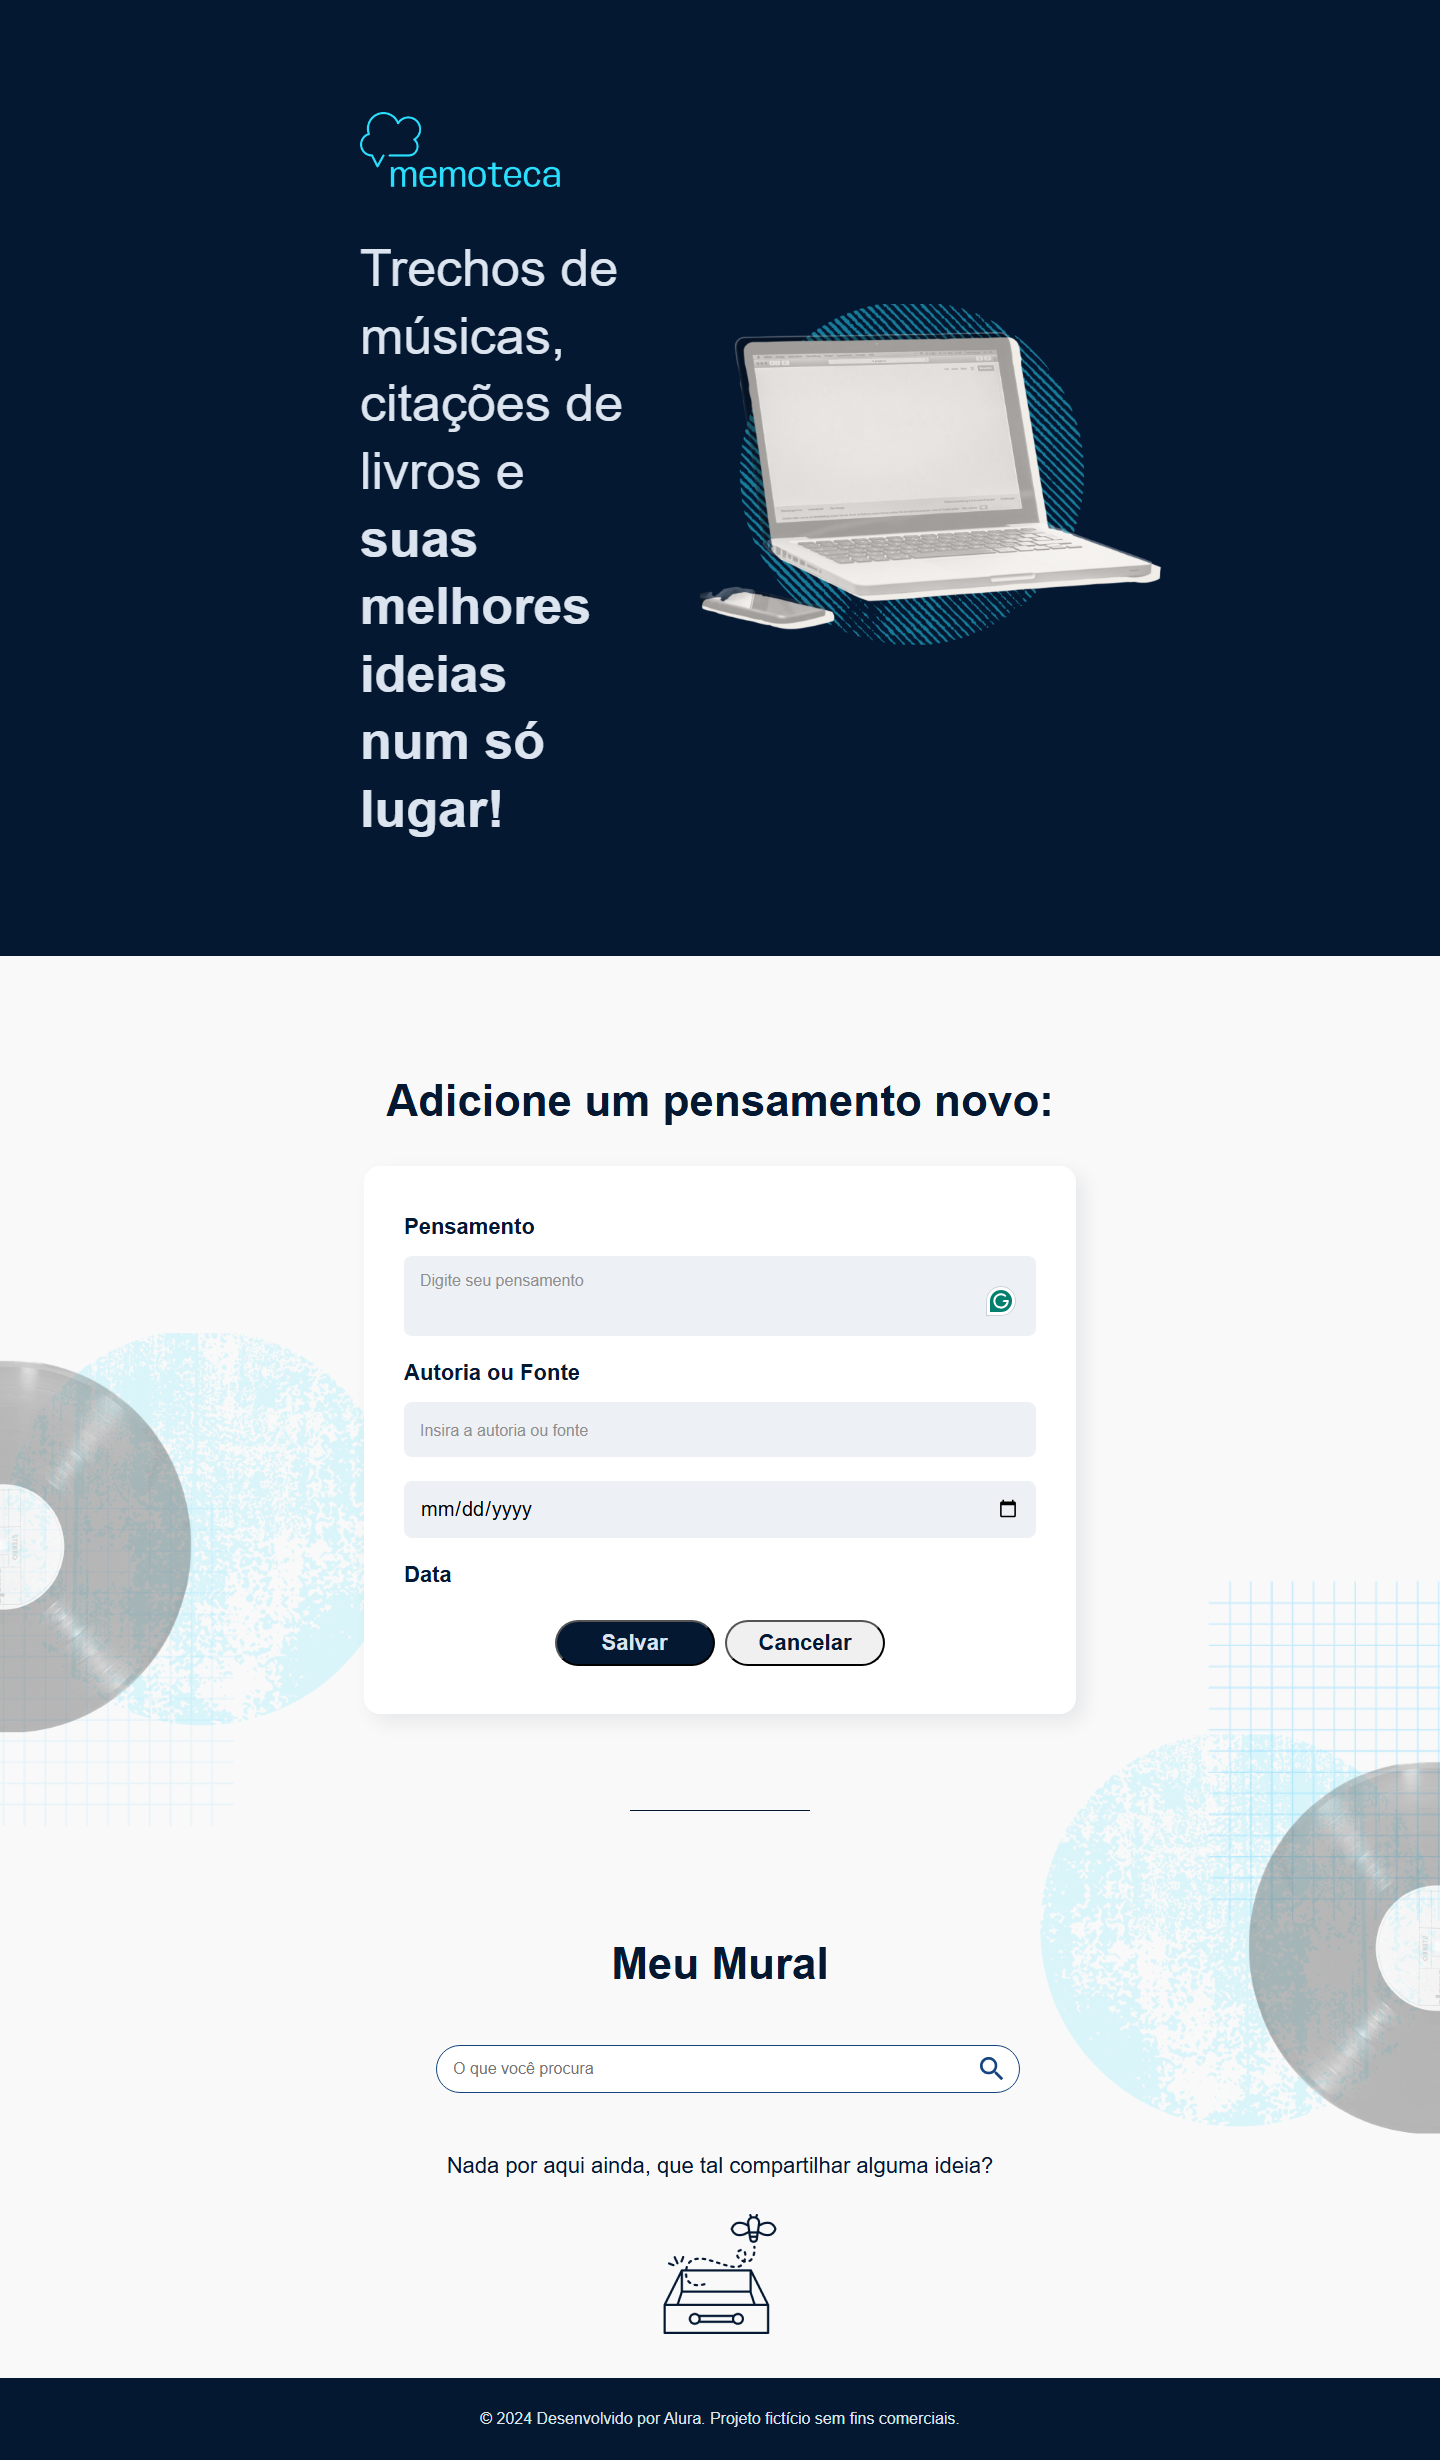 memoteca
Trechos de
músicas,
citações de
livros e
suas
melhores
ideias
num só
lugar!
Adicione um pensamento novo:
Pensamento
Digite seu pensamento
Autoria ou Fonte
Insira a autoria ou fonte
mm/dd/yyyy
Data
Salvar Cancelar
Meu Mural
O que você procura
Nada por aqui ainda, que tal compartilhar alguma ideia?
© 2024 Desenvolvido por Alura. Projeto fictício sem fins comerciais.